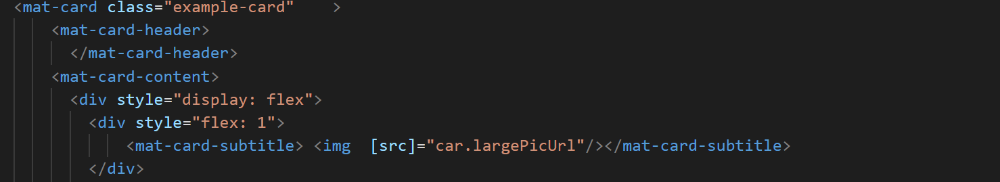 <mat-card class="example-card"    >
<mat-card-header>
</mat-card-header>
<mat-card-content>
<div style="display: flex">
<div style="flex: 1">
<mat-card-subtitle> <img  [src]="car.largePicUrl"/></mat-card-subtitle>
</div>